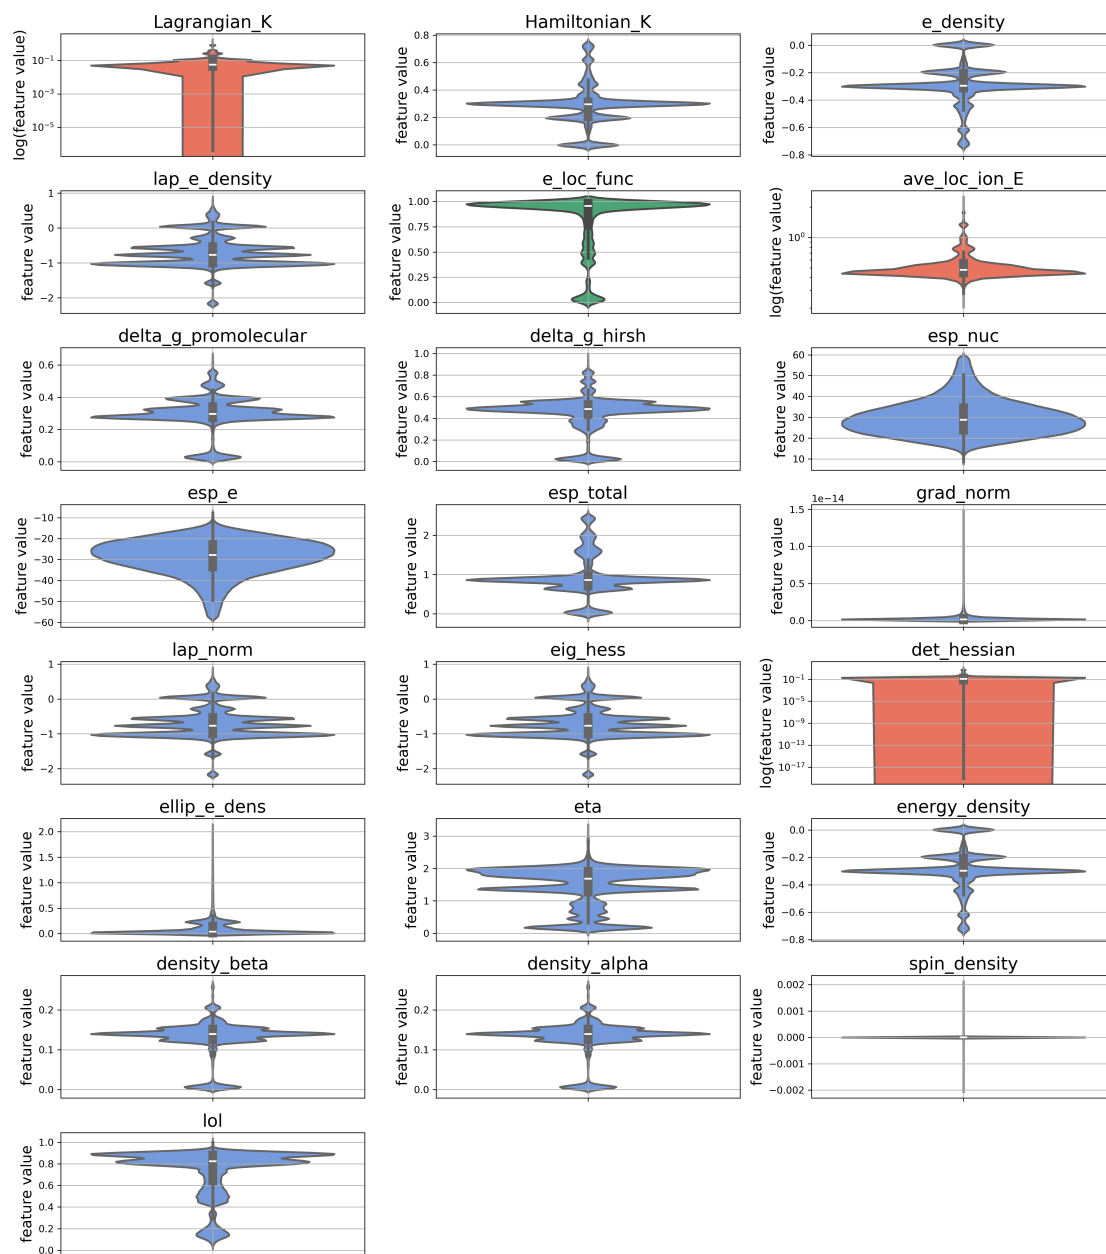 Lagrangian_K
log(feature value)
10⁻¹
10⁻³
10⁻⁵
Hamiltonian_K
feature value
0.8
0.6
0.4
0.2
0.0
e_density
feature value
0.0
−0.2
−0.4
−0.6
−0.8
lap_e_density
feature value
1
0
−1
−2
e_loc_func
feature value
1.00
0.75
0.50
0.25
0.00
ave_loc_ion_E
log(feature value)
10⁰
delta_g_promolecular
feature value
0.6
0.4
0.2
0.0
delta_g_hirsh
feature value
1.0
0.8
0.6
0.4
0.2
0.0
esp_nuc
feature value
60
50
40
30
20
10
esp_e
feature value
−10
−20
−30
−40
−50
−60
esp_total
feature value
2
1
0
grad_norm
feature value
1e−14
1.5
1.0
0.5
0.0
lap_norm
feature value
1
0
−1
−2
eig_hess
feature value
1
0
−1
−2
det_hessian
log(feature value)
10⁻¹
10⁻⁵
10⁻⁹
10⁻¹³
10⁻¹⁷
ellip_e_dens
feature value
2.0
1.5
1.0
0.5
0.0
eta
feature value
3
2
1
0
energy_density
feature value
0.0
−0.2
−0.4
−0.6
−0.8
density_beta
feature value
0.2
0.1
0.0
density_alpha
feature value
0.2
0.1
0.0
spin_density
feature value
0.002
0.001
0.000
−0.001
−0.002
lol
feature value
1.0
0.8
0.6
0.4
0.2
0.0